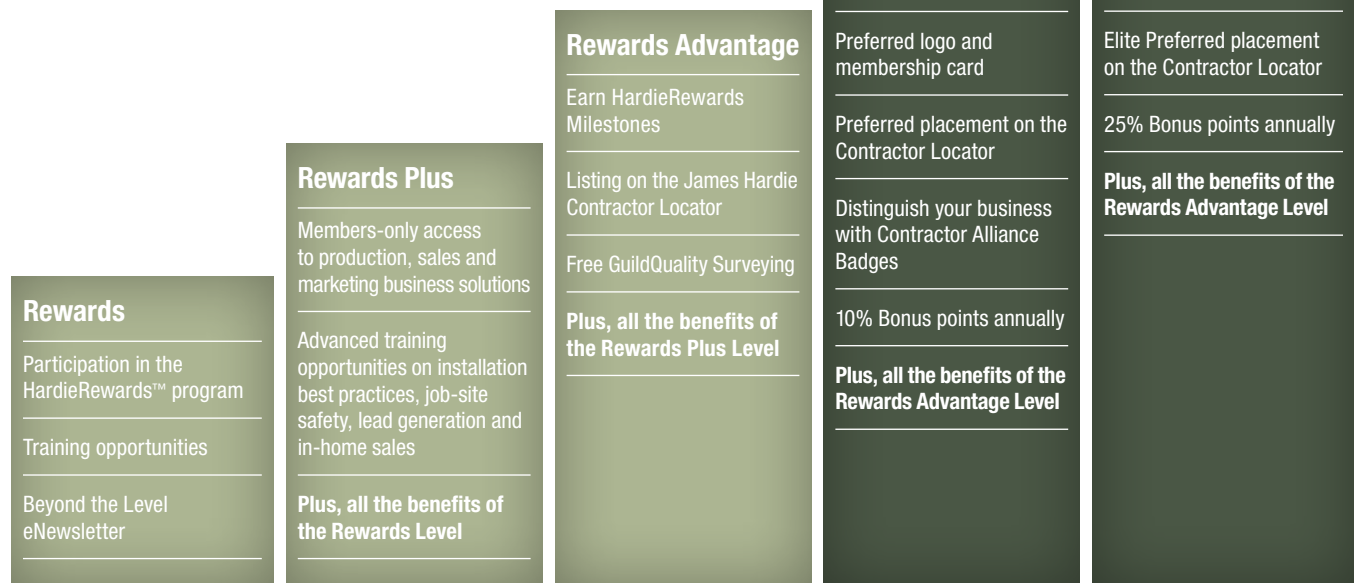 Rewards
Participation in the
HardieRewards™ program
Training opportunities
Beyond the Level
eNewsletter
Rewards Plus
Members-only access
to production, sales and
marketing business solutions
Advanced training
opportunities on installation
best practices, job-site
safety, lead generation and
in-home sales
Plus, all the benefits of
the Rewards Level
Rewards Advantage
Earn HardieRewards
Milestones
Listing on the James Hardie
Contractor Locator
Free GuildQuality Surveying
Plus, all the benefits of
the Rewards Plus Level
Preferred logo and
membership card
Preferred placement on the
Contractor Locator
Distinguish your business
with Contractor Alliance
Badges
10% Bonus points annually
Plus, all the benefits of the
Rewards Advantage Level
Elite Preferred placement
on the Contractor Locator
25% Bonus points annually
Plus, all the benefits of the
Rewards Advantage Level